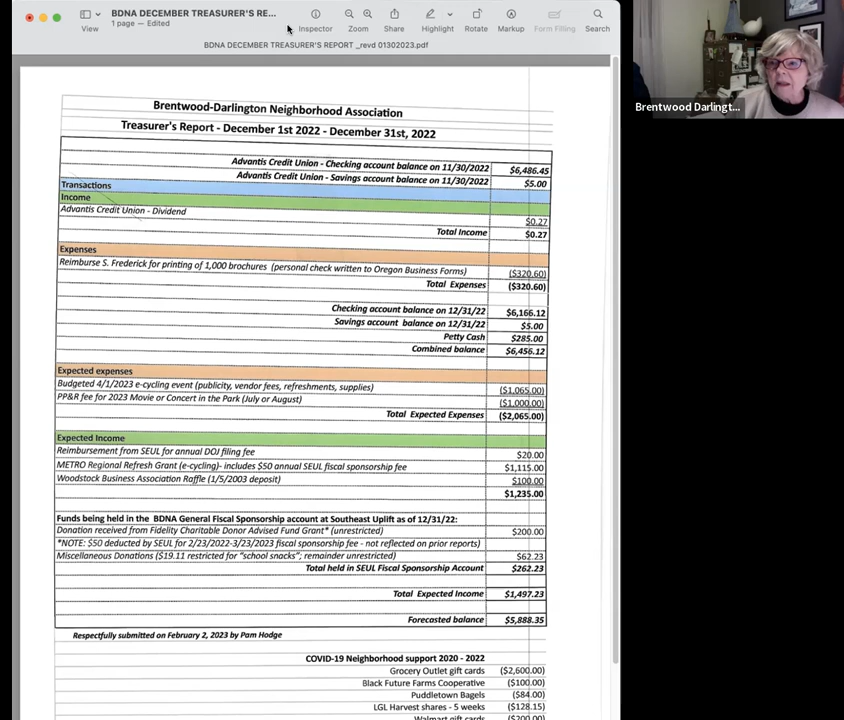 BDNA DECEMBER TREASURER'S RE...
1 page — Edited
View
Inspector
Zoom
Share
Highlight
Rotate
Markup
Form Filling
Search
BDNA DECEMBER TREASURER'S REPORT _revd 01302023.pdf
Brentwood Darlingt...
Brentwood-Darlington Neighborhood Association
Treasurer's Report - December 1st 2022 - December 31st, 2022
Advantis Credit Union - Checking account balance on 11/30/2022 $6,486.45
Advantis Credit Union - Savings account balance on 11/30/2022 $5.00
Transactions
Income
Advantis Credit Union - Dividend $0.27
Total Income $0.27
Expenses
Reimburse S. Frederick for printing of 1,000 brochures (personal check written to Oregon Business Forms) ($320.60)
Total Expenses ($320.60)
Checking account balance on 12/31/22 $6,166.12
Savings account balance on 12/31/22 $5.00
Petty Cash $285.00
Combined balance $6,456.12
Expected expenses
Budgeted 4/1/2023 e-cycling event (publicity, vendor fees, refreshments, supplies) ($1,065.00)
PP&R fee for 2023 Movie or Concert in the Park (July or August) ($1,000.00)
Total Expected Expenses ($2,065.00)
Expected Income
Reimbursement from SEUL for annual DOJ filing fee $20.00
METRO Regional Refresh Grant (e-cycling)- includes $50 annual SEUL fiscal sponsorship fee $1,115.00
Woodstock Business Association Raffle (1/5/2003 deposit) $100.00
$1,235.00
Funds being held in the BDNA General Fiscal Sponsorship account at Southeast Uplift as of 12/31/22:
Donation received from Fidelity Charitable Donor Advised Fund Grant* (unrestricted) $200.00
*NOTE: $50 deducted by SEUL for 2/23/2022-3/23/2023 fiscal sponsorship fee - not reflected on prior reports)
Miscellaneous Donations ($19.11 restricted for "school snacks"; remainder unrestricted) $62.23
Total held in SEUL Fiscal Sponsorship Account $262.23
Total Expected Income $1,497.23
Forecasted balance $5,888.35
Respectfully submitted on February 2, 2023 by Pam Hodge
COVID-19 Neighborhood support 2020 - 2022
Grocery Outlet gift cards ($2,600.00)
Black Future Farms Cooperative ($100.00)
Puddletown Bagels ($84.00)
LGL Harvest shares - 5 weeks ($128.15)
Walmart gift cards ($200.00)